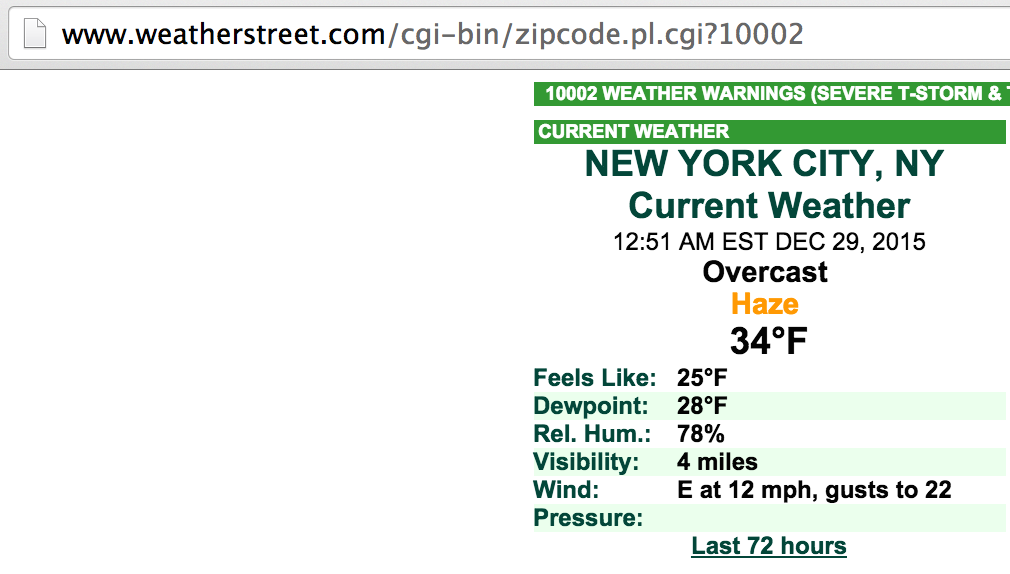 www.weatherstreet.com/cgi-bin/zipcode.pl.cgi?10002
10002 WEATHER WARNINGS (SEVERE T-STORM &
CURRENT WEATHER
NEW YORK CITY, NY
Current Weather
12:51 AM EST DEC 29, 2015
Overcast
Haze
34°F
Feels Like: 25°F
Dewpoint: 28°F
Rel. Hum.: 78%
Visibility: 4 miles
Wind: E at 12 mph, gusts to 22
Pressure:
Last 72 hours